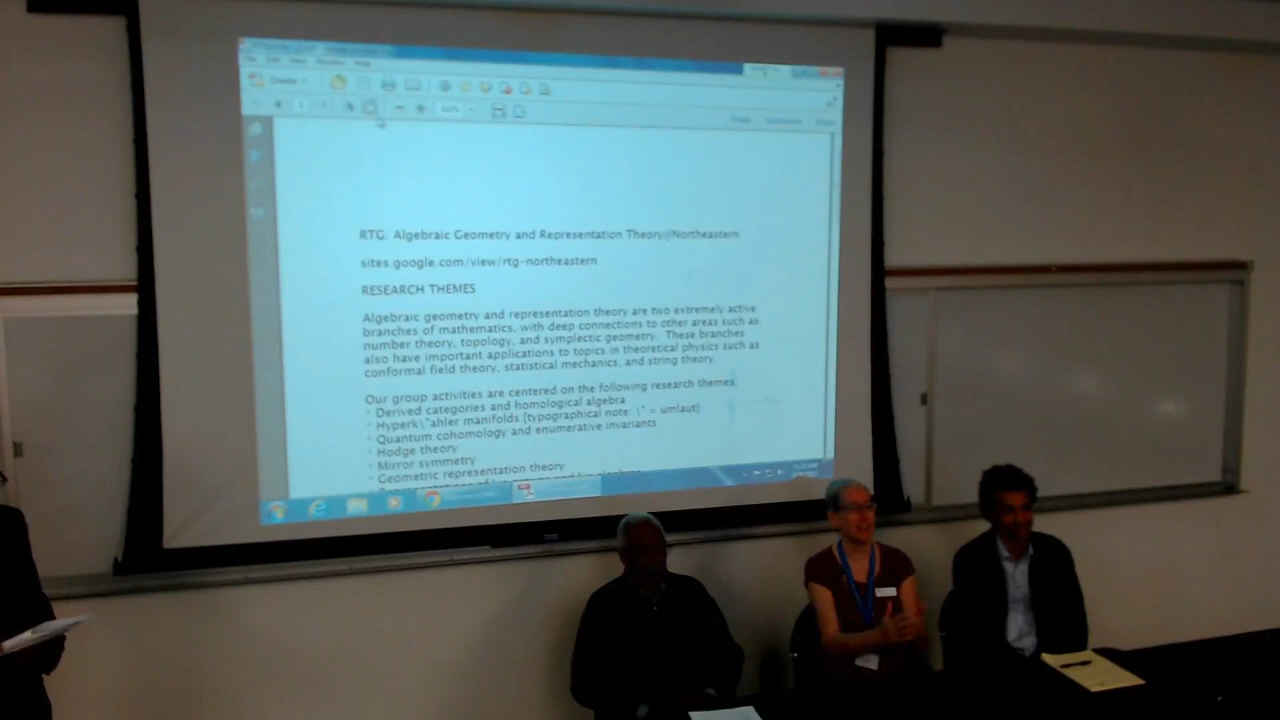 Create
RTG: Algebraic Geometry and Representation Theory@Northeastern
sites.google.com/view/rtg-northeastern
RESEARCH THEMES
Algebraic geometry and representation theory are two extremely active
branches of mathematics, with deep connections to other areas such as
number theory, topology, and symplectic geometry. These branches
also have important applications to topics in theoretical physics such as
conformal field theory, statistical mechanics, and string theory.
Our group activities are centered on the following research themes:
* Derived categories and homological algebra
* Hyperk\"ahler manifolds (typographical note: \" = umlaut)
* Quantum cohomology and enumerative invariants
* Hodge theory
* Mirror symmetry
* Geometric representation theory